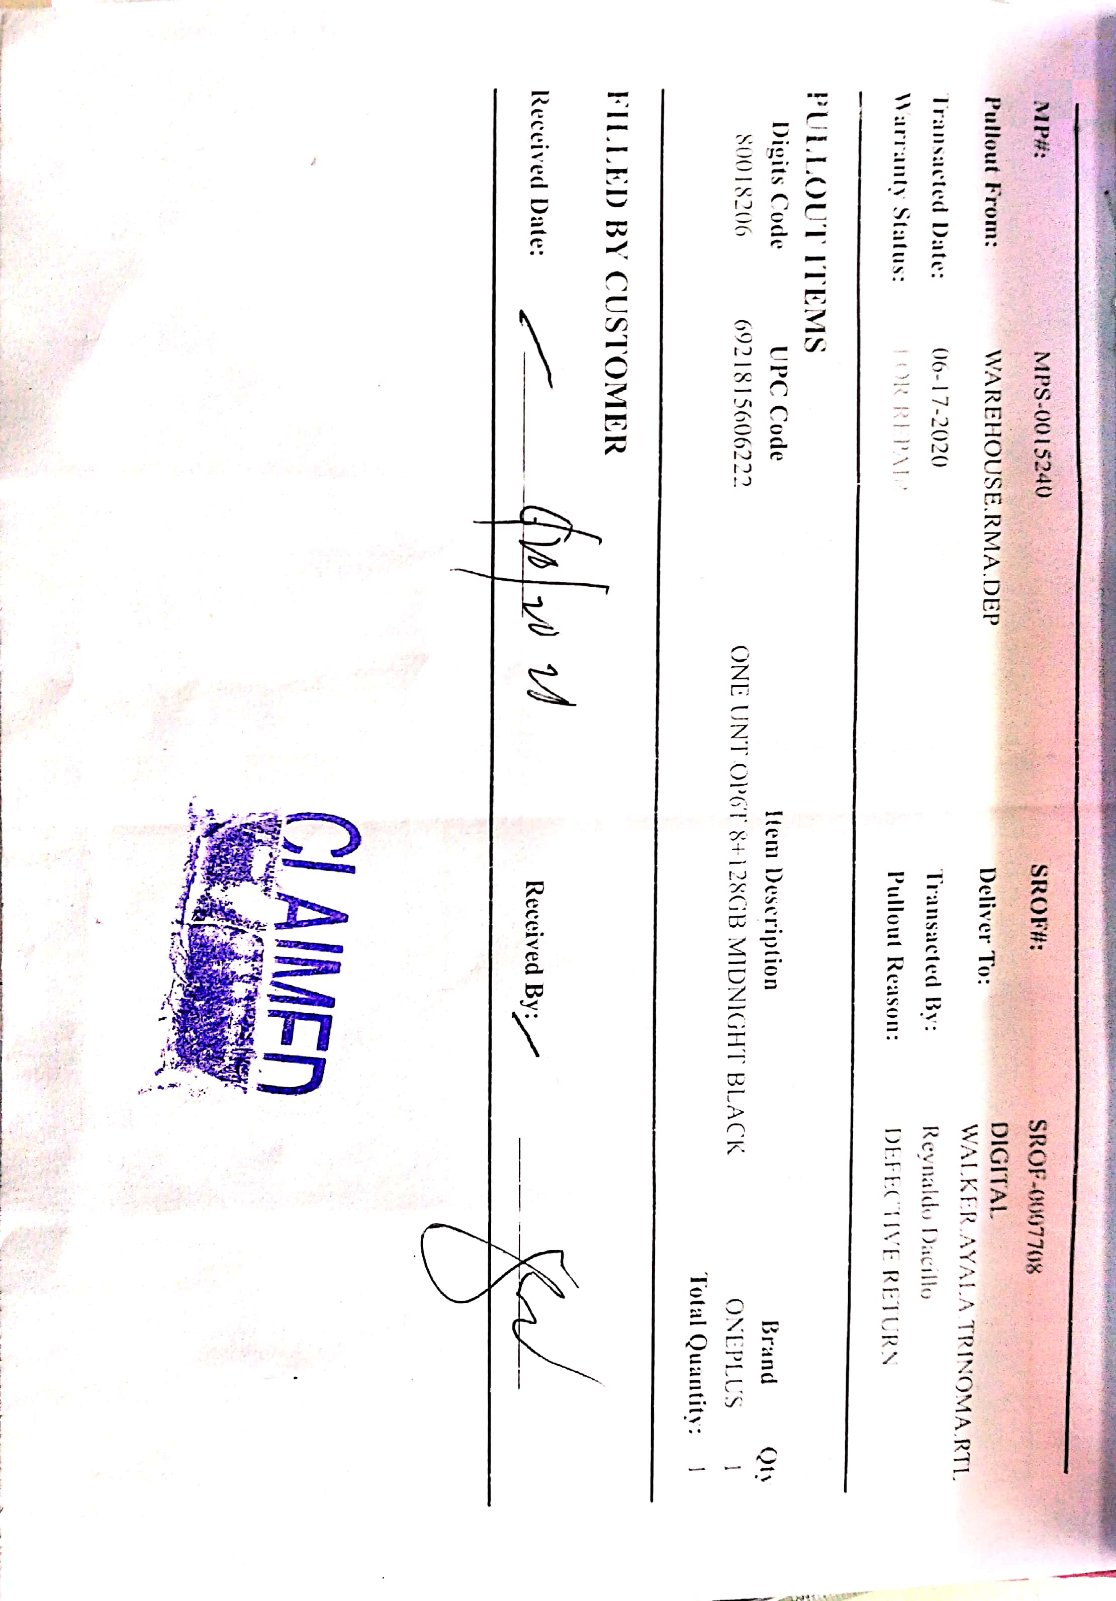 MP#: MPS-0015240 SROF#: SROF-0007708
Pullout From: WAREHOUSE.RMA.DEP Deliver To: DIGITAL
WALKER.AYALA TRINOMA.RTL
Transacted Date: 06-17-2020 Transacted By: Reynaldo Dacillo
Warranty Status: FOR REPAIR Pullout Reason: DEFECTIVE RETURN
PULLOUT ITEMS
Digits Code UPC Code Item Description Brand Qty
80018206 6921815606222 ONE UNT OP6T 8+128GB MIDNIGHT BLACK ONEPLUS 1
Total Quantity: 1
FILLED BY CUSTOMER
Received Date: Received By:
CLAIMED